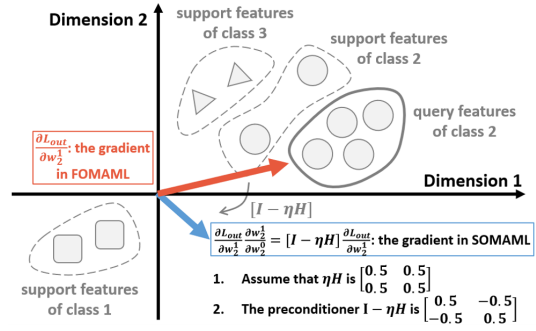 Dimension 2
support features
of class 3
support features
of class 2
query features
of class 2
∂L_out/∂w_2^1: the gradient
in FOMAML
Dimension 1
[I − ηH]
∂L_out/∂w_2^1 ∂w_2^1/∂w_2^0 = [I − ηH] ∂L_out/∂w_2^1: the gradient in SOMAML
support features
of class 1
1. Assume that ηH is [0.5 0.5
0.5 0.5]
2. The preconditioner I − ηH is [0.5 −0.5
−0.5 0.5]